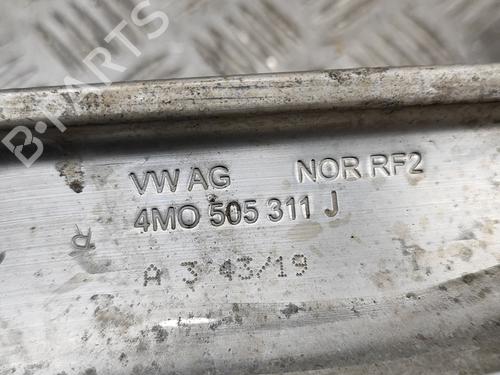 B-Parts
VW AG NOR RF2
4M0 505 311 J
A 3 43/19